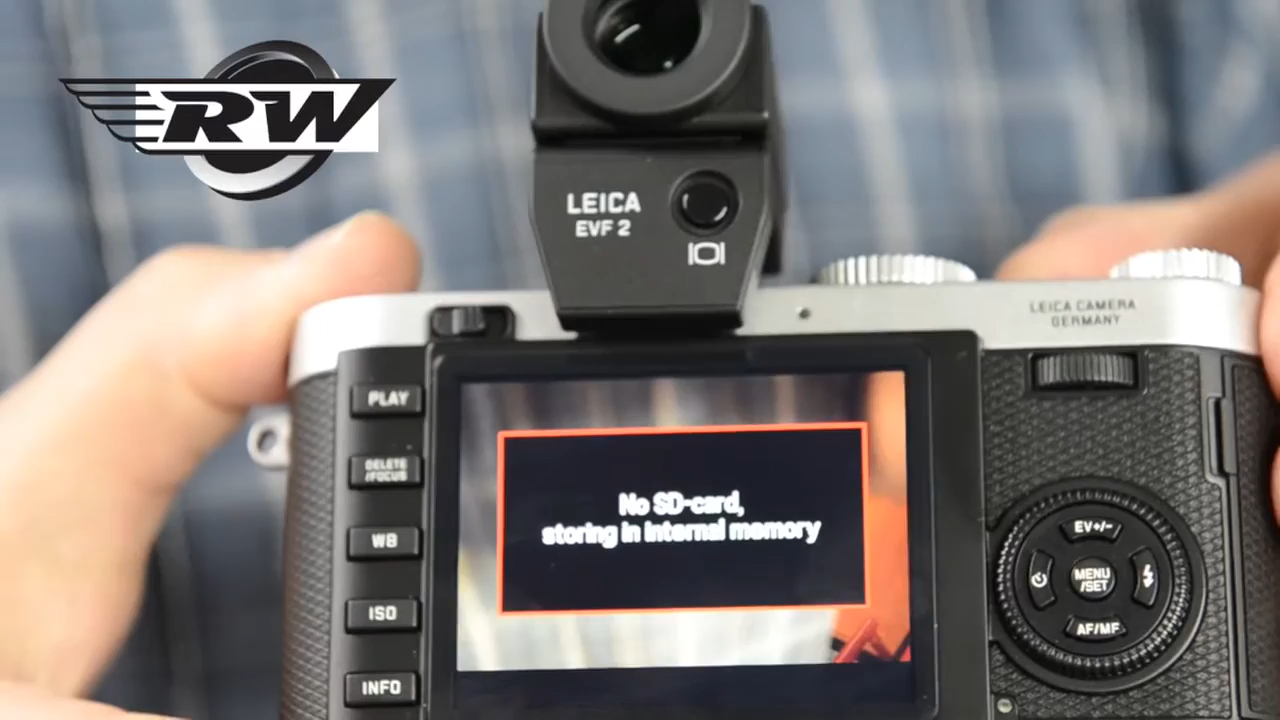 RW
LEICA
EVF 2
LEICA CAMERA
GERMANY
PLAY
DELETE
/FOCUS
WB
ISO
INFO
No SD-card,
storing in internal memory
EV+/−
MENU
/SET
AF/MF